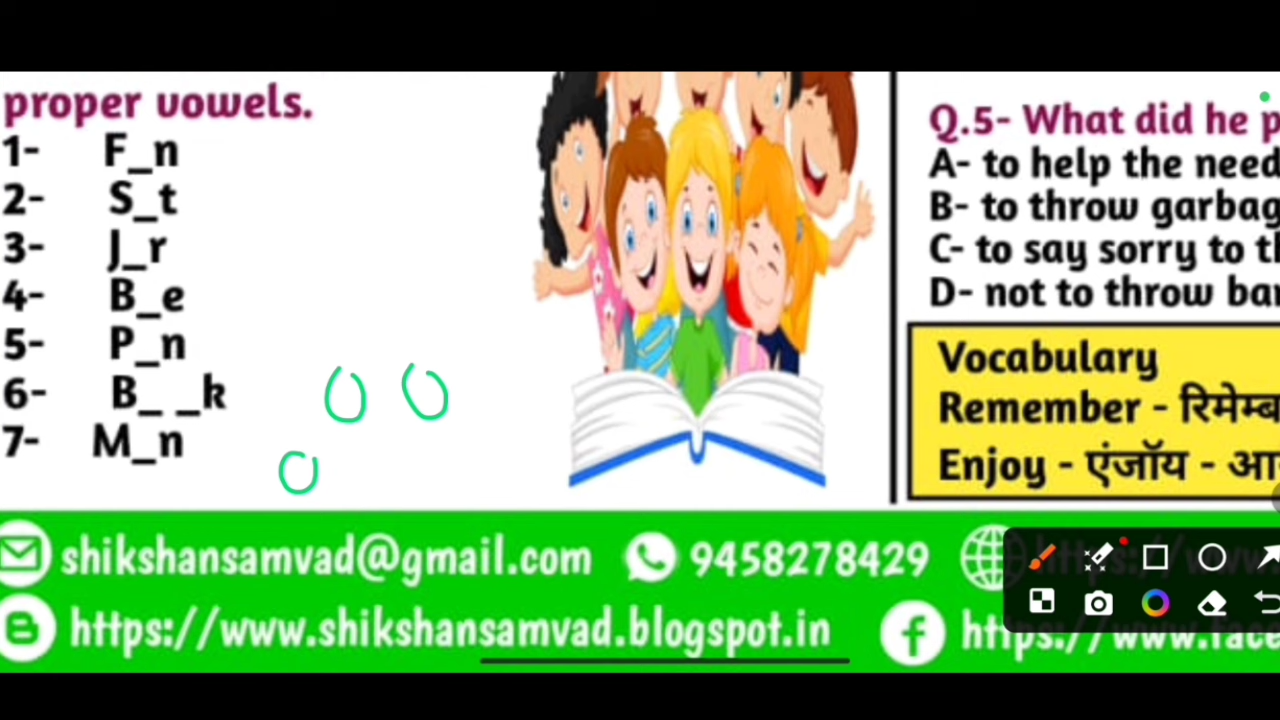 proper vowels.
1- F_n
2- S_t
3- J_r
4- B_e
5- P_n
6- B_ _k
7- M_n
O O
O
Q.5- What did he p
A- to help the need
B- to throw garbag
C- to say sorry to th
D- not to throw ba
Vocabulary
Remember - रिमेम्ब
Enjoy - एंजॉय - आ
shikshansamvad@gmail.com 9458278429
https://www.shikshansamvad.blogspot.in